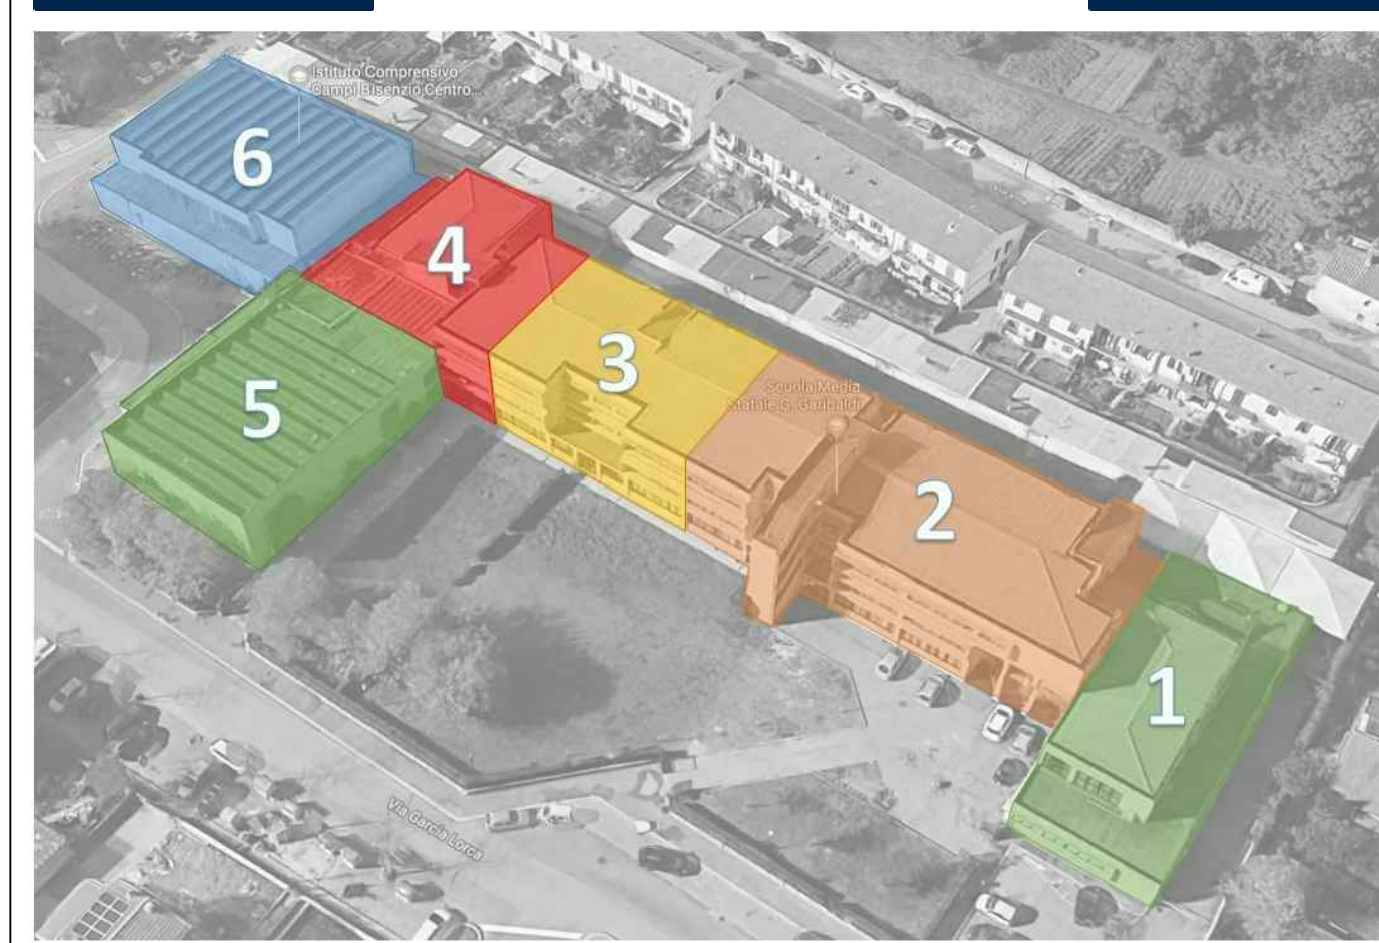 Istituto Comprensivo
Campi Bisenzio Centro...
6
4
3
5
Scuola Media
Statale G. Garibaldi
2
1
Via Garcia Lorca